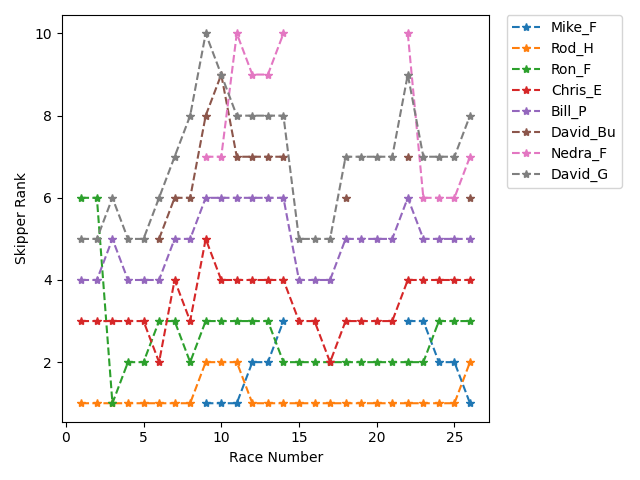 10
8
6
4
2
0
5
10
15
20
25
Skipper Rank
Race Number
Mike_F
Rod_H
Ron_F
Chris_E
Bill_P
David_Bu
Nedra_F
David_G